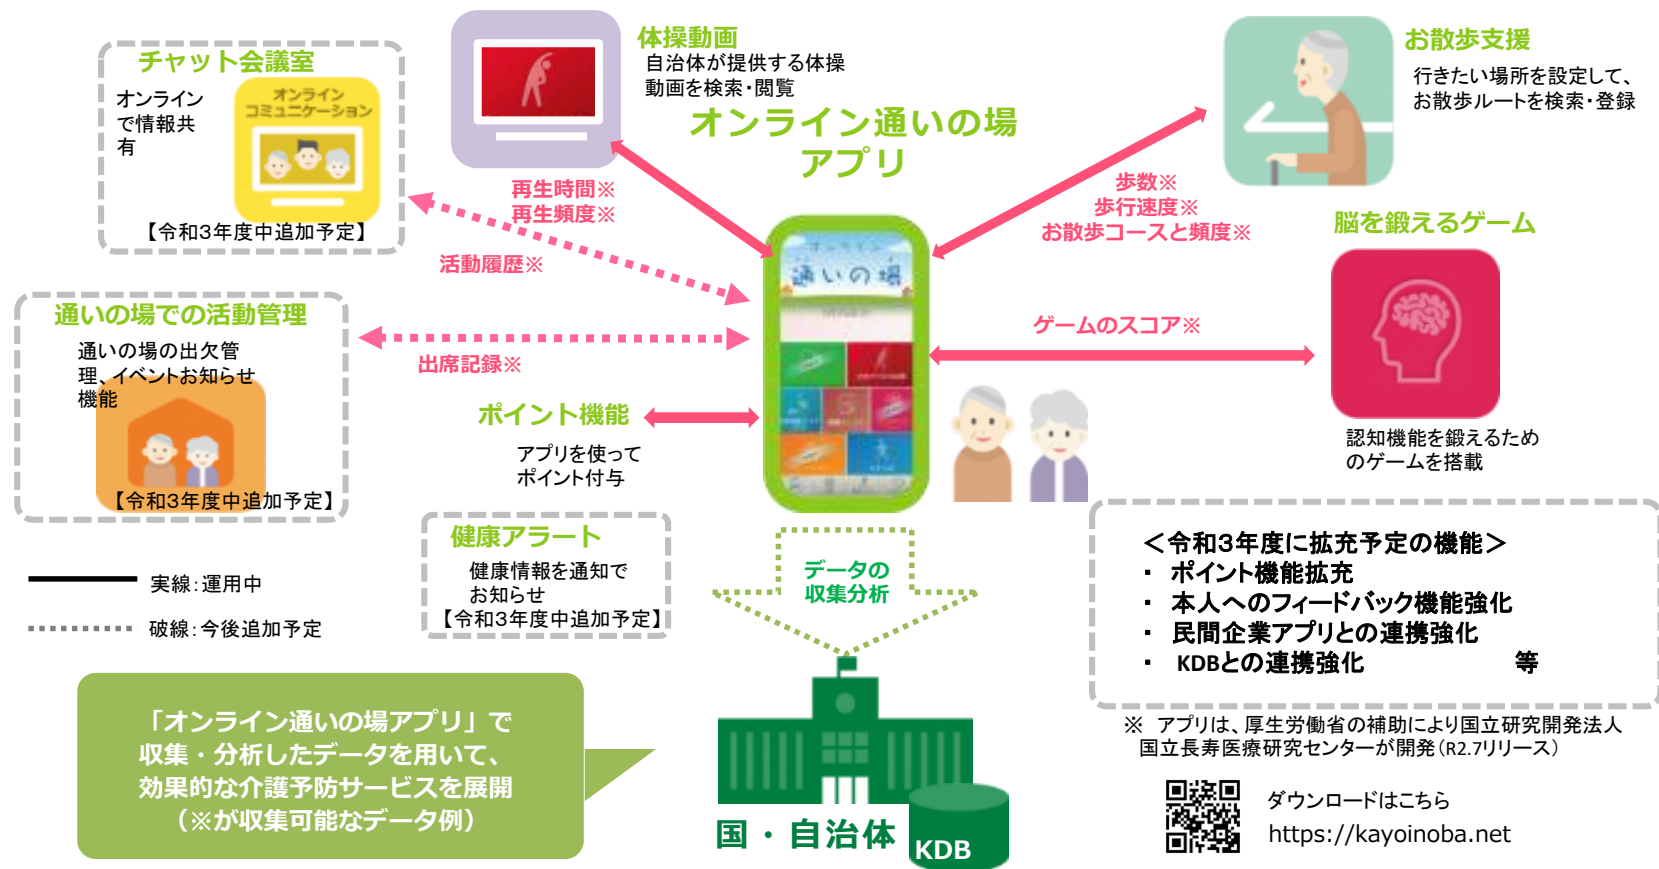 チャット会議室
オンライン
で情報共
有
オンライン
コミュニケーション
【令和3年度中追加予定】
体操動画
自治体が提供する体操
動画を検索・閲覧
オンライン通いの場
アプリ
お散歩支援
行きたい場所を設定して、
お散歩ルートを検索・登録
再生時間※
再生頻度※
歩数※
歩行速度※
お散歩コースと頻度※
活動履歴※
脳を鍛えるゲーム
オンライン
通いの場
通いの場での活動管理
通いの場の出欠管
理、イベントお知らせ
機能
【令和3年度中追加予定】
出席記録※
ゲームのスコア※
認知機能を鍛えるため
のゲームを搭載
ポイント機能
アプリを使って
ポイント付与
健康アラート
健康情報を通知で
お知らせ
【令和3年度中追加予定】
データの
収集分析
実線：運用中
破線：今後追加予定
＜令和3年度に拡充予定の機能＞
・ ポイント機能拡充
・ 本人へのフィードバック機能強化
・ 民間企業アプリとの連携強化
・ KDBとの連携強化 等
※ アプリは、厚生労働省の補助により国立研究開発法人
国立長寿医療研究センターが開発（R2.7リリース）
「オンライン通いの場アプリ」で
収集・分析したデータを用いて、
効果的な介護予防サービスを展開
（※が収集可能なデータ例）
国・自治体
KDB
ダウンロードはこちら
https://kayoinoba.net